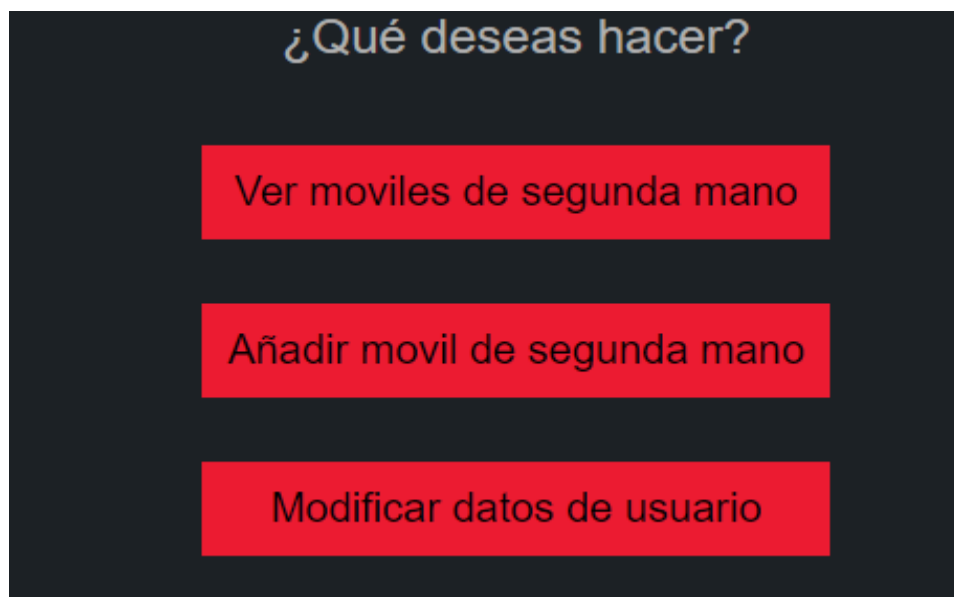 ¿Qué deseas hacer?
Ver moviles de segunda mano
Añadir movil de segunda mano
Modificar datos de usuario